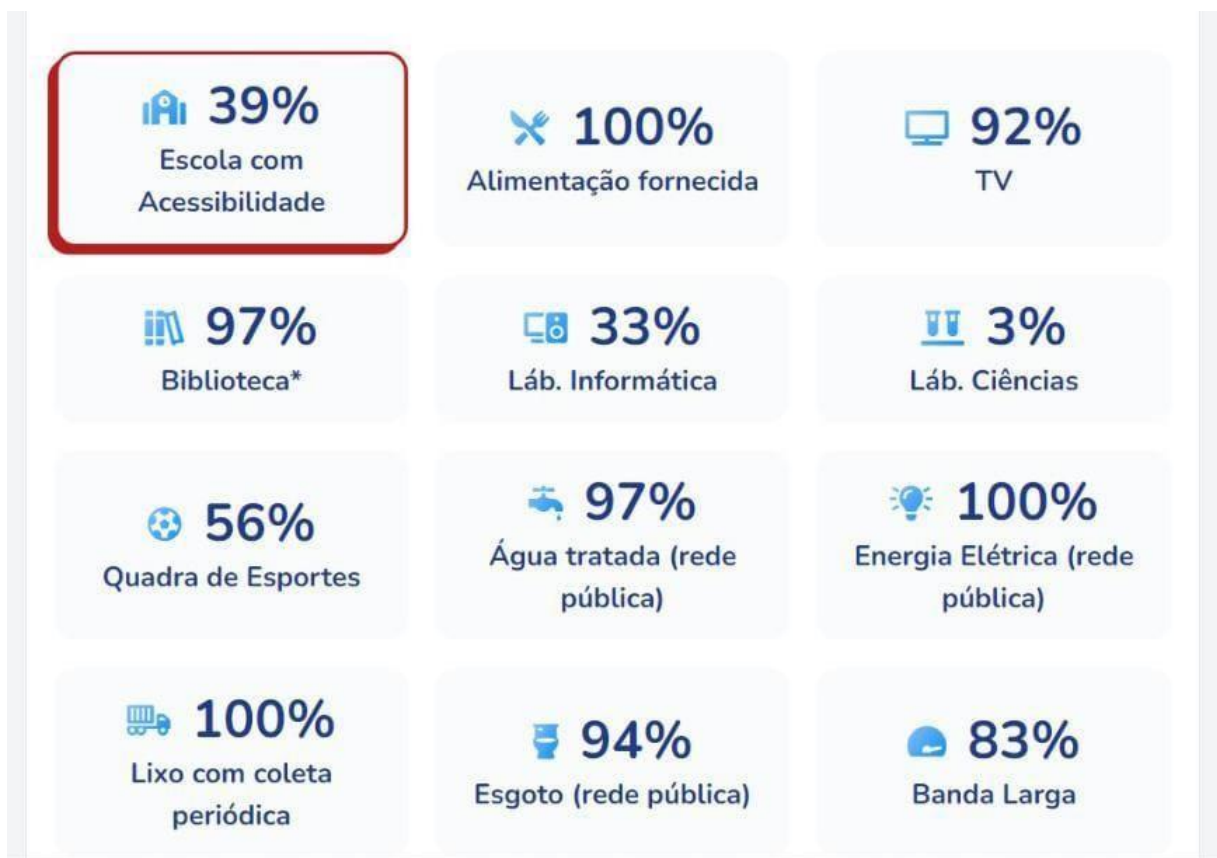 39%
Escola com
Acessibilidade
100%
Alimentação fornecida
92%
TV
97%
Biblioteca*
33%
Láb. Informática
3%
Láb. Ciências
56%
Quadra de Esportes
97%
Água tratada (rede
pública)
100%
Energia Elétrica (rede
pública)
100%
Lixo com coleta
periódica
94%
Esgoto (rede pública)
83%
Banda Larga